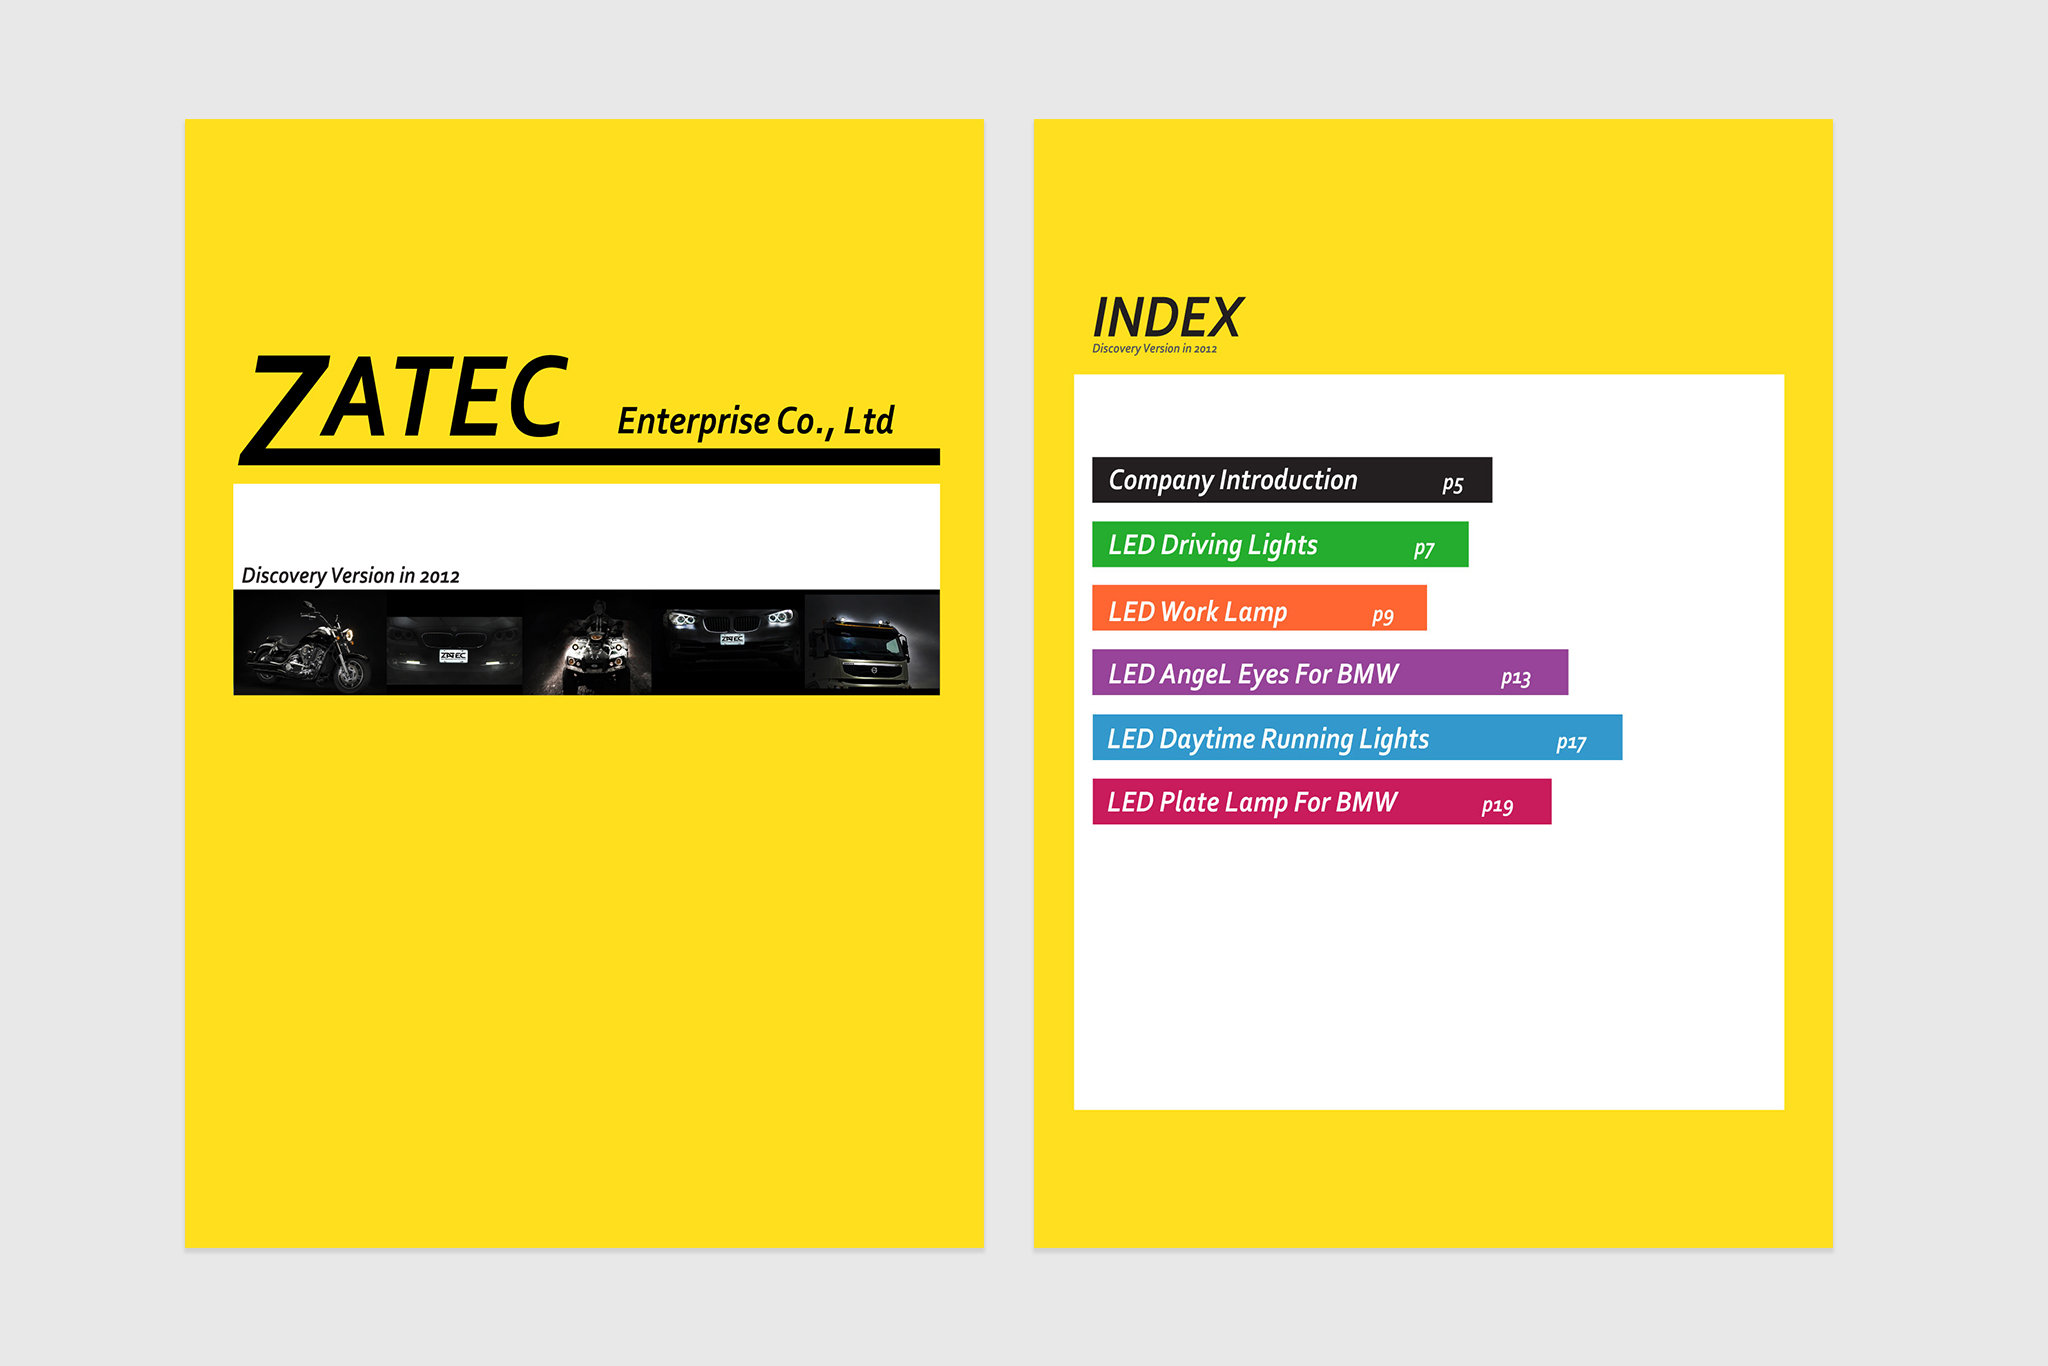 ZATEC Enterprise Co., Ltd
Discovery Version in 2012
ZATEC
ZATEC
INDEX
Discovery Version in 2012
Company Introduction p5
LED Driving Lights p7
LED Work Lamp p9
LED AngeL Eyes For BMW p13
LED Daytime Running Lights p17
LED Plate Lamp For BMW p19